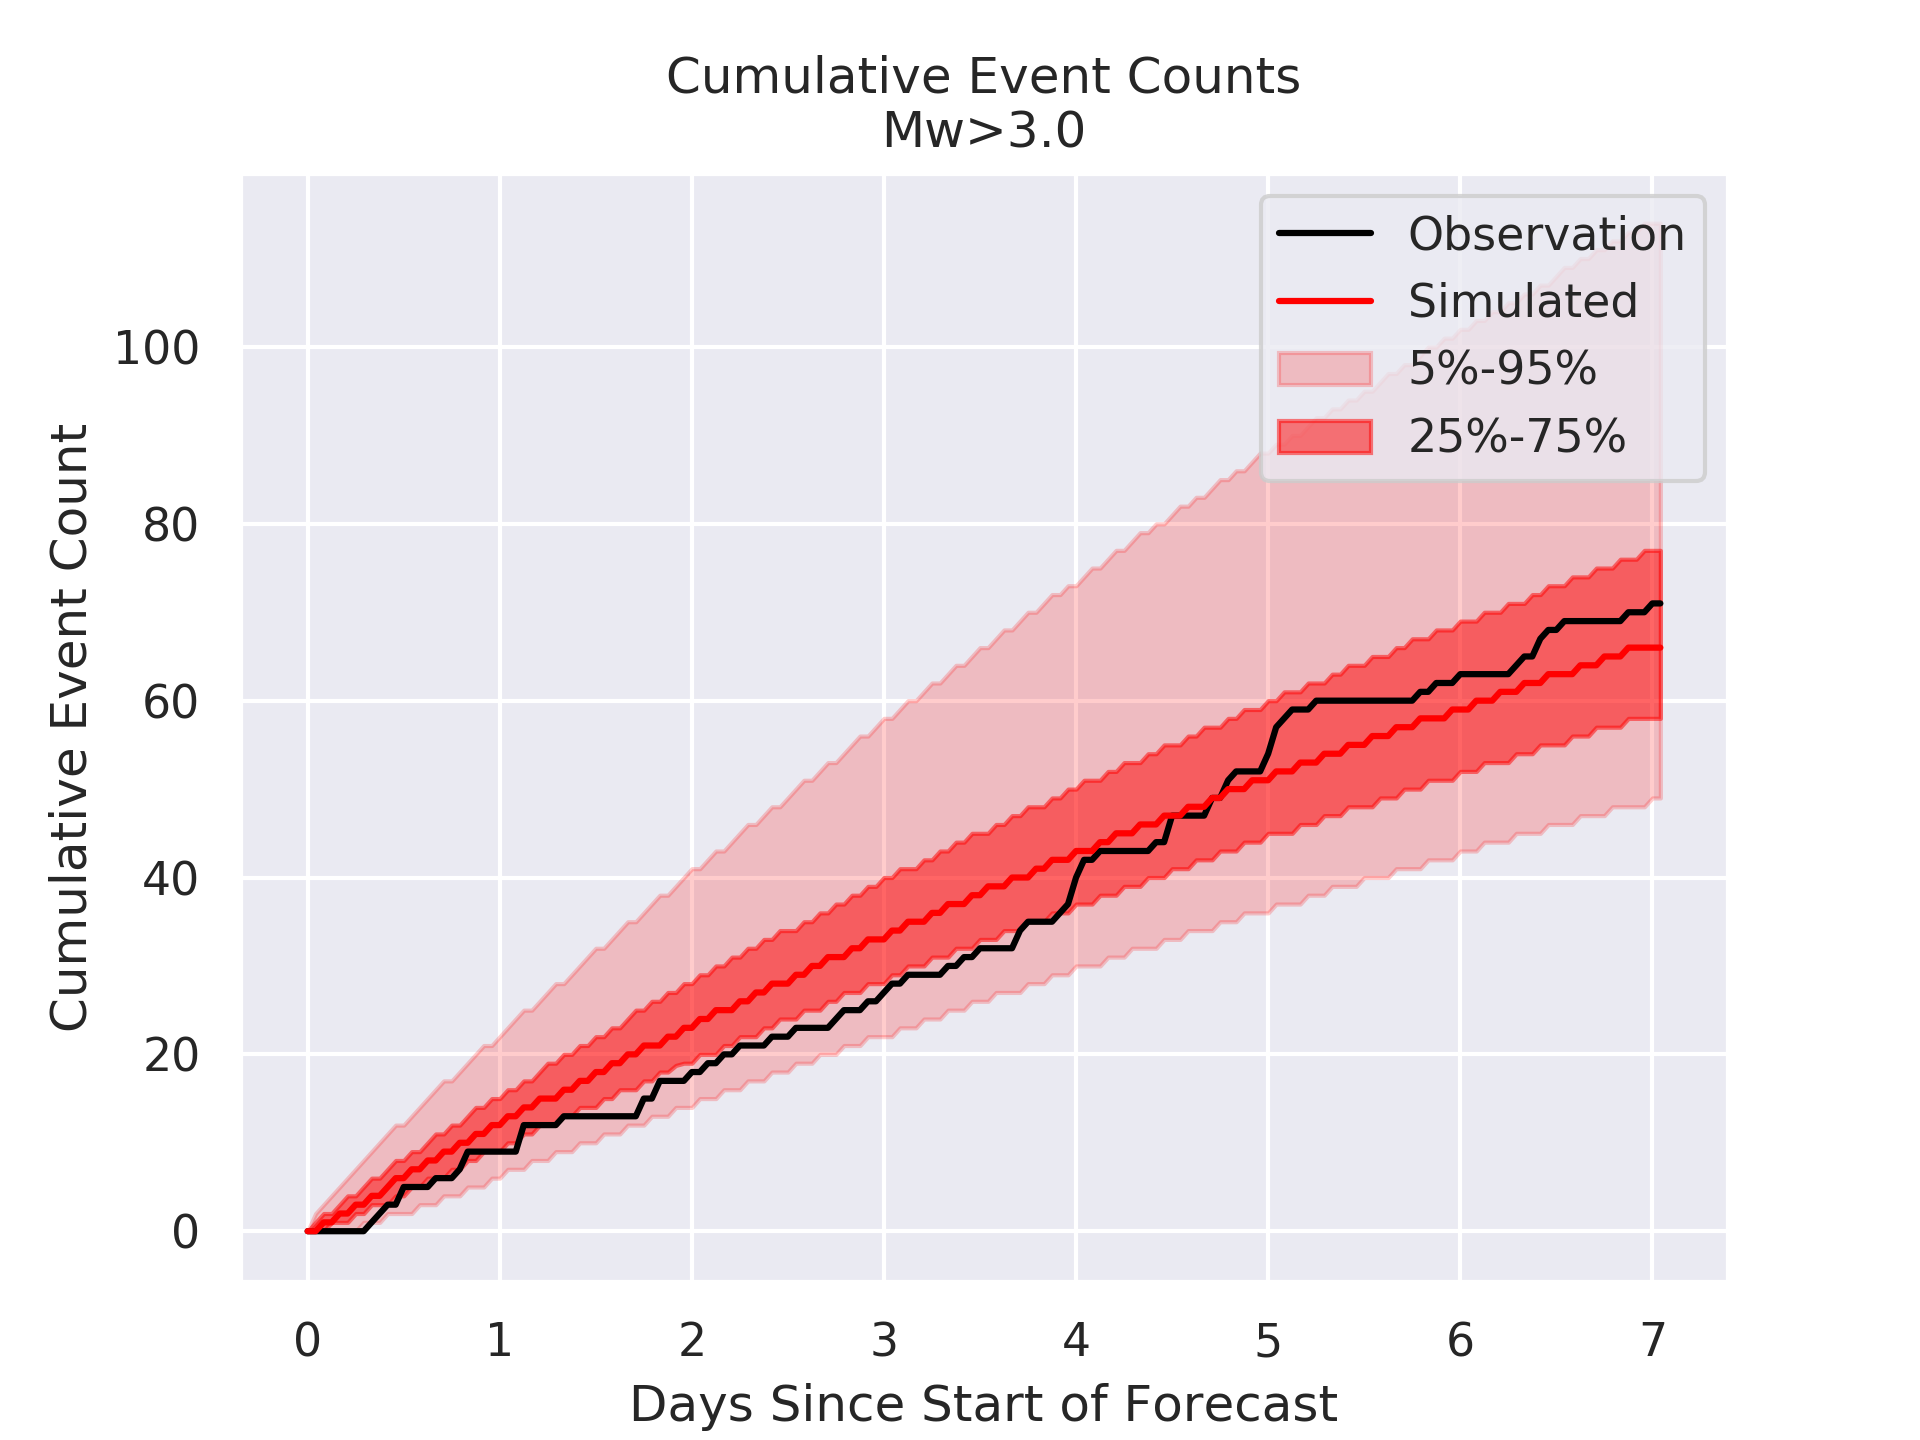 Cumulative Event Counts
Mw>3.0
Observation
Simulated
5%-95%
25%-75%
Cumulative Event Count
100
80
60
40
20
0
0 1 2 3 4 5 6 7
Days Since Start of Forecast